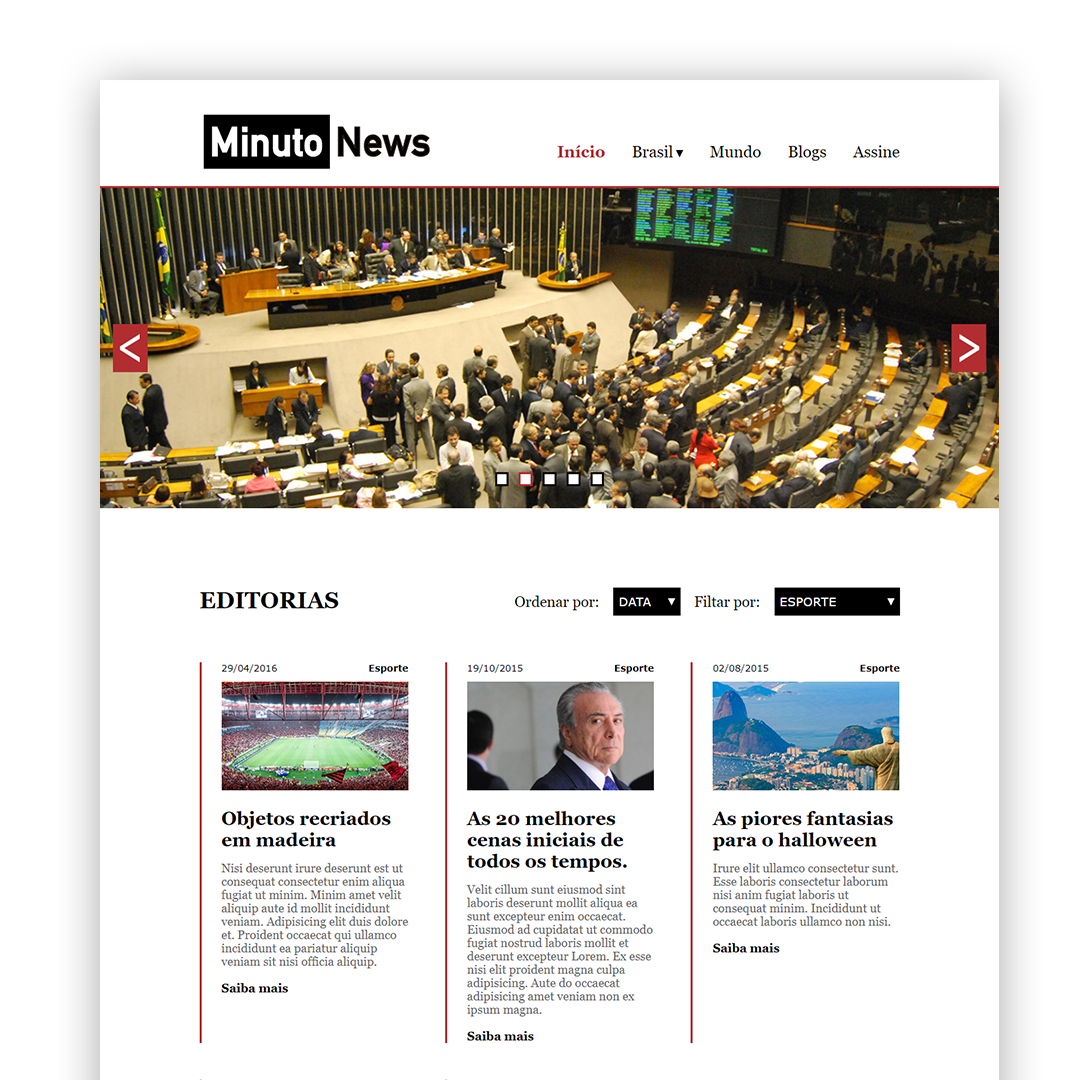 Minuto News
Início Brasil ▾ Mundo Blogs Assine
< >
EDITORIAS
Ordenar por: DATA ▼ Filtar por: ESPORTE ▼
29/04/2016 Esporte
Objetos recriados
em madeira
Nisi deserunt irure deserunt est ut
consequat consectetur enim aliqua
fugiat ut minim. Minim amet velit
aliquip aute id mollit incididunt
veniam. Adipisicing elit duis dolore
et. Proident occaecat qui ullamco
incididunt ea pariatur aliquip
veniam sit nisi officia aliquip.
Saiba mais
19/10/2015 Esporte
As 20 melhores
cenas iniciais de
todos os tempos.
Velit cillum sunt eiusmod sint
laboris deserunt mollit aliqua ea
sunt excepteur enim occaecat.
Eiusmod ad cupidatat ut commodo
fugiat nostrud laboris mollit et
deserunt excepteur Lorem. Ex esse
nisi elit proident magna culpa
adipisicing. Aute do occaecat
adipisicing amet veniam non ex
ipsum magna.
Saiba mais
02/08/2015 Esporte
As piores fantasias
para o halloween
Irure elit ullamco consectetur sunt.
Esse laboris consectetur laborum
nisi anim fugiat laboris ut
consequat minim. Incididunt ut
occaecat laboris ullamco non nisi.
Saiba mais